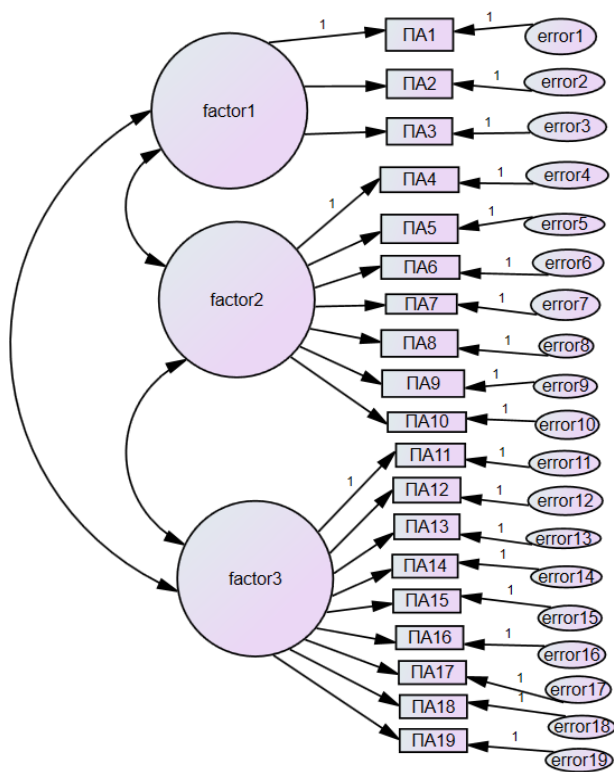 1 ПА1 1 error1
ПА2 1 error2
factor1
ПА3 1 error3
1 ПА4 1 error4
ПА5 1 error5
ПА6 1 error6
factor2
ПА7 1 error7
ПА8 1 error8
ПА9 1 error9
ПА10 1 error10
1 ПА11 1 error11
ПА12 1 error12
ПА13 1 error13
factor3
ПА14 1 error14
ПА15 1 error15
ПА16 1 error16
ПА17 1 error17
ПА18 1 error18
ПА19 1 error19